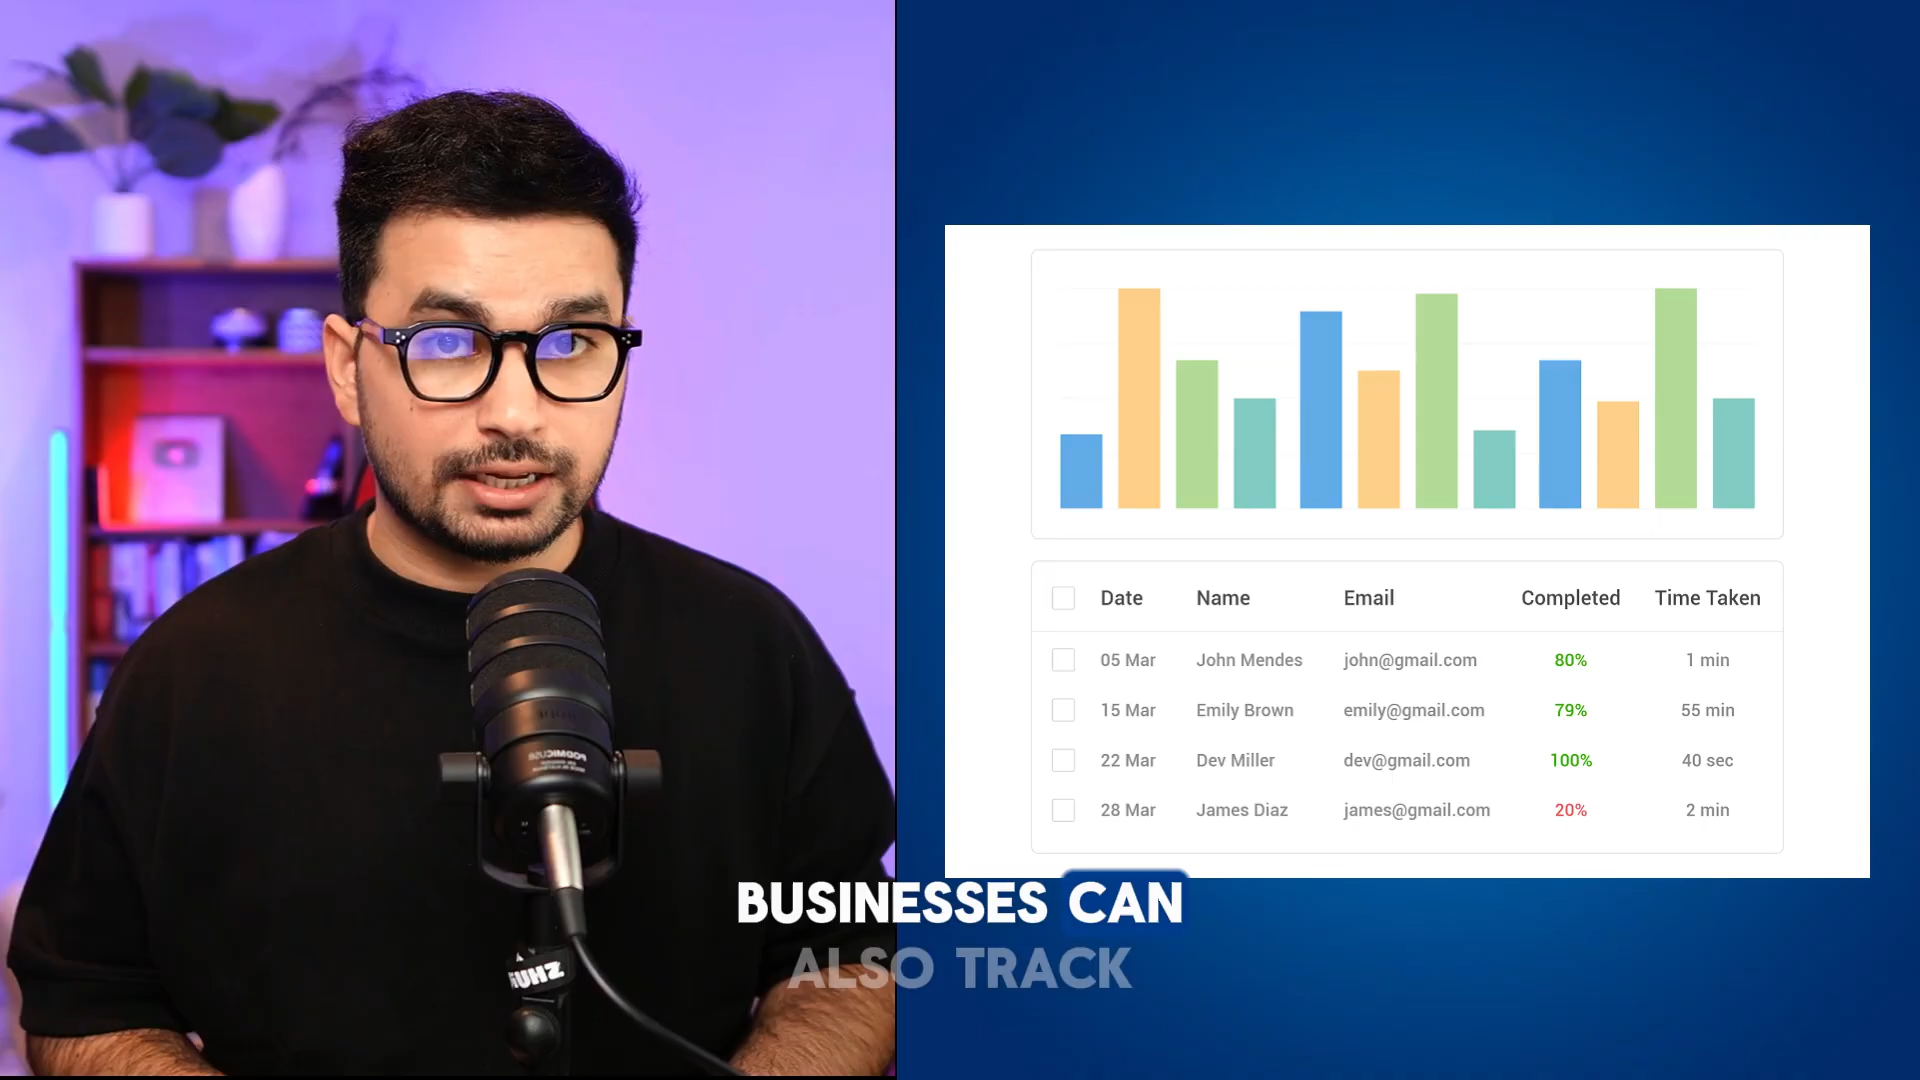 Date Name Email Completed Time Taken
05 Mar John Mendes john@gmail.com 80% 1 min
15 Mar Emily Brown emily@gmail.com 79% 55 min
22 Mar Dev Miller dev@gmail.com 100% 40 sec
28 Mar James Diaz james@gmail.com 20% 2 min
PODMICUSB
BUSINESSES CAN
ALSO TRACK